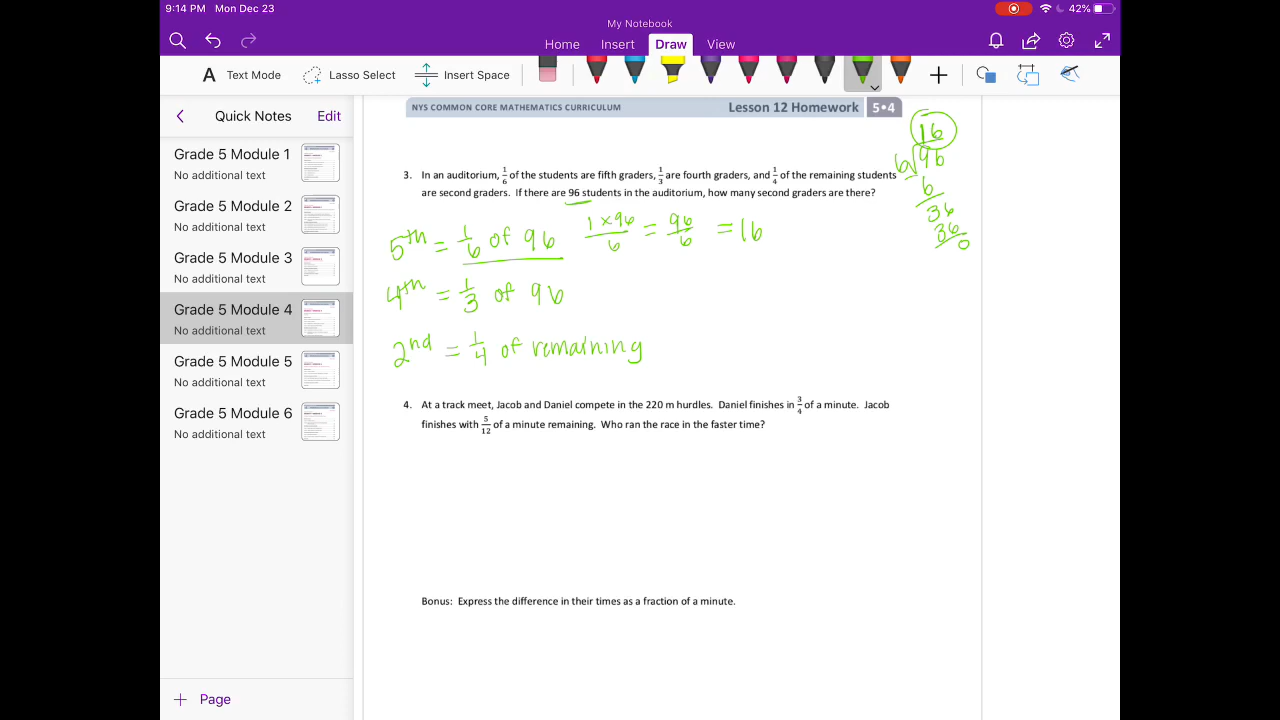 9:14 PM Mon Dec 23
42%
My Notebook
Home Insert Draw View
Text Mode Lasso Select Insert Space
Quick Notes Edit
Grade 5 Module 1
No additional text
Grade 5 Module 2
No additional text
Grade 5 Module 3
No additional text
Grade 5 Module 4
No additional text
Grade 5 Module 5
No additional text
Grade 5 Module 6
No additional text
Page
NYS COMMON CORE MATHEMATICS CURRICULUM Lesson 12 Homework 5•4
3. In an auditorium, 1/6 of the students are fifth graders, 1/3 are fourth graders, and 1/4 of the remaining students
are second graders. If there are 96 students in the auditorium, how many second graders are there?
5th = 1/6 of 96 1 x 96/6 = 96/6 = 16
4th = 1/3 of 96
2nd = 1/4 of remaining
16
6 96
6
36
36
0
4. At a track meet, Jacob and Daniel compete in the 220 m hurdles. Daniel finishes in 3/4 of a minute. Jacob
finishes with /12 of a minute remaining. Who ran the race in the faster time?
Bonus: Express the difference in their times as a fraction of a minute.